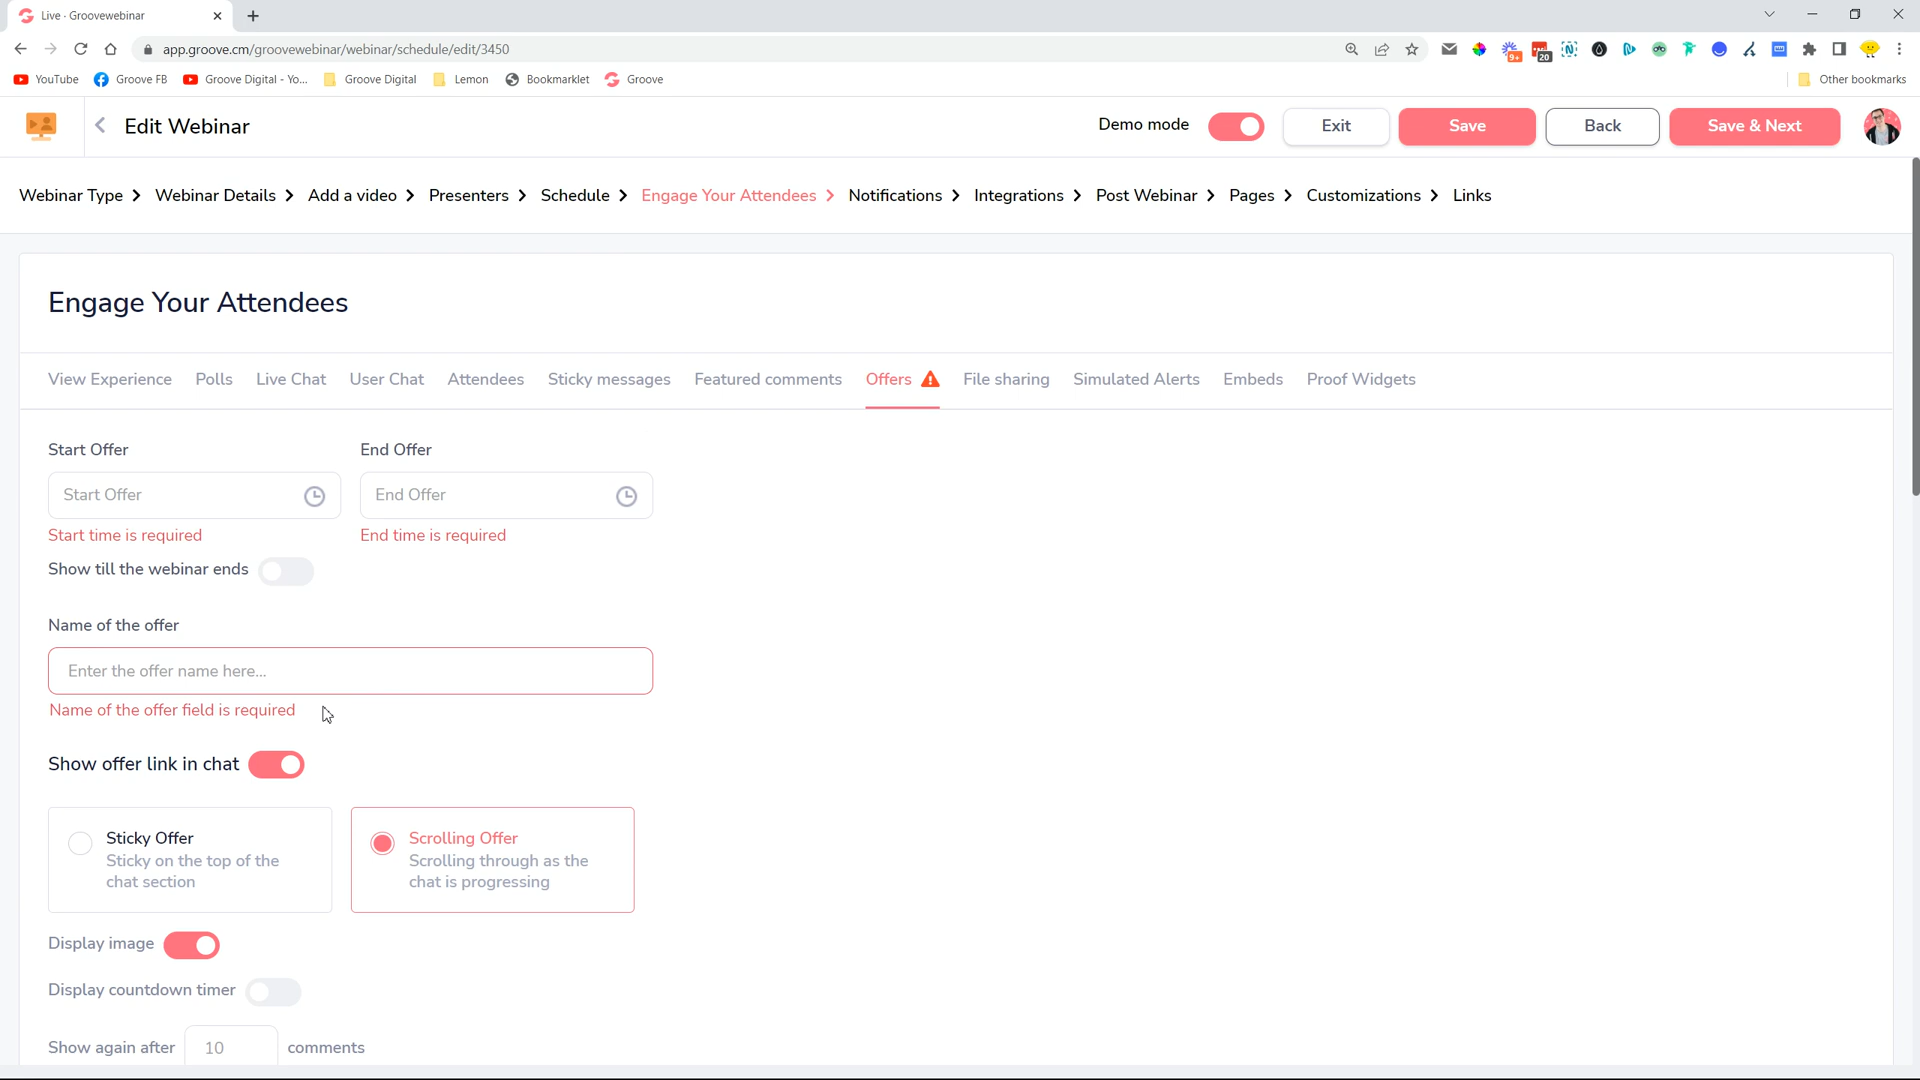 Live - Groovewebinar
app.groove.cm/groovewebinar/webinar/schedule/edit/3450
9+
20
YouTube
Groove FB
Groove Digital - Yo...
Groove Digital
Lemon
Bookmarklet
Groove
Other bookmarks
Edit Webinar
Demo mode
Exit
Save
Back
Save & Next
Webinar Type
Webinar Details
Add a video
Presenters
Schedule
Engage Your Attendees
Notifications
Integrations
Post Webinar
Pages
Customizations
Links
Engage Your Attendees
View Experience
Polls
Live Chat
User Chat
Attendees
Sticky messages
Featured comments
Offers
File sharing
Simulated Alerts
Embeds
Proof Widgets
Start Offer
End Offer
Start Offer
End Offer
Start time is required
End time is required
Show till the webinar ends
Name of the offer
Enter the offer name here...
Name of the offer field is required
Show offer link in chat
Sticky Offer
Sticky on the top of the
chat section
Scrolling Offer
Scrolling through as the
chat is progressing
Display image
Display countdown timer
Show again after 10 comments